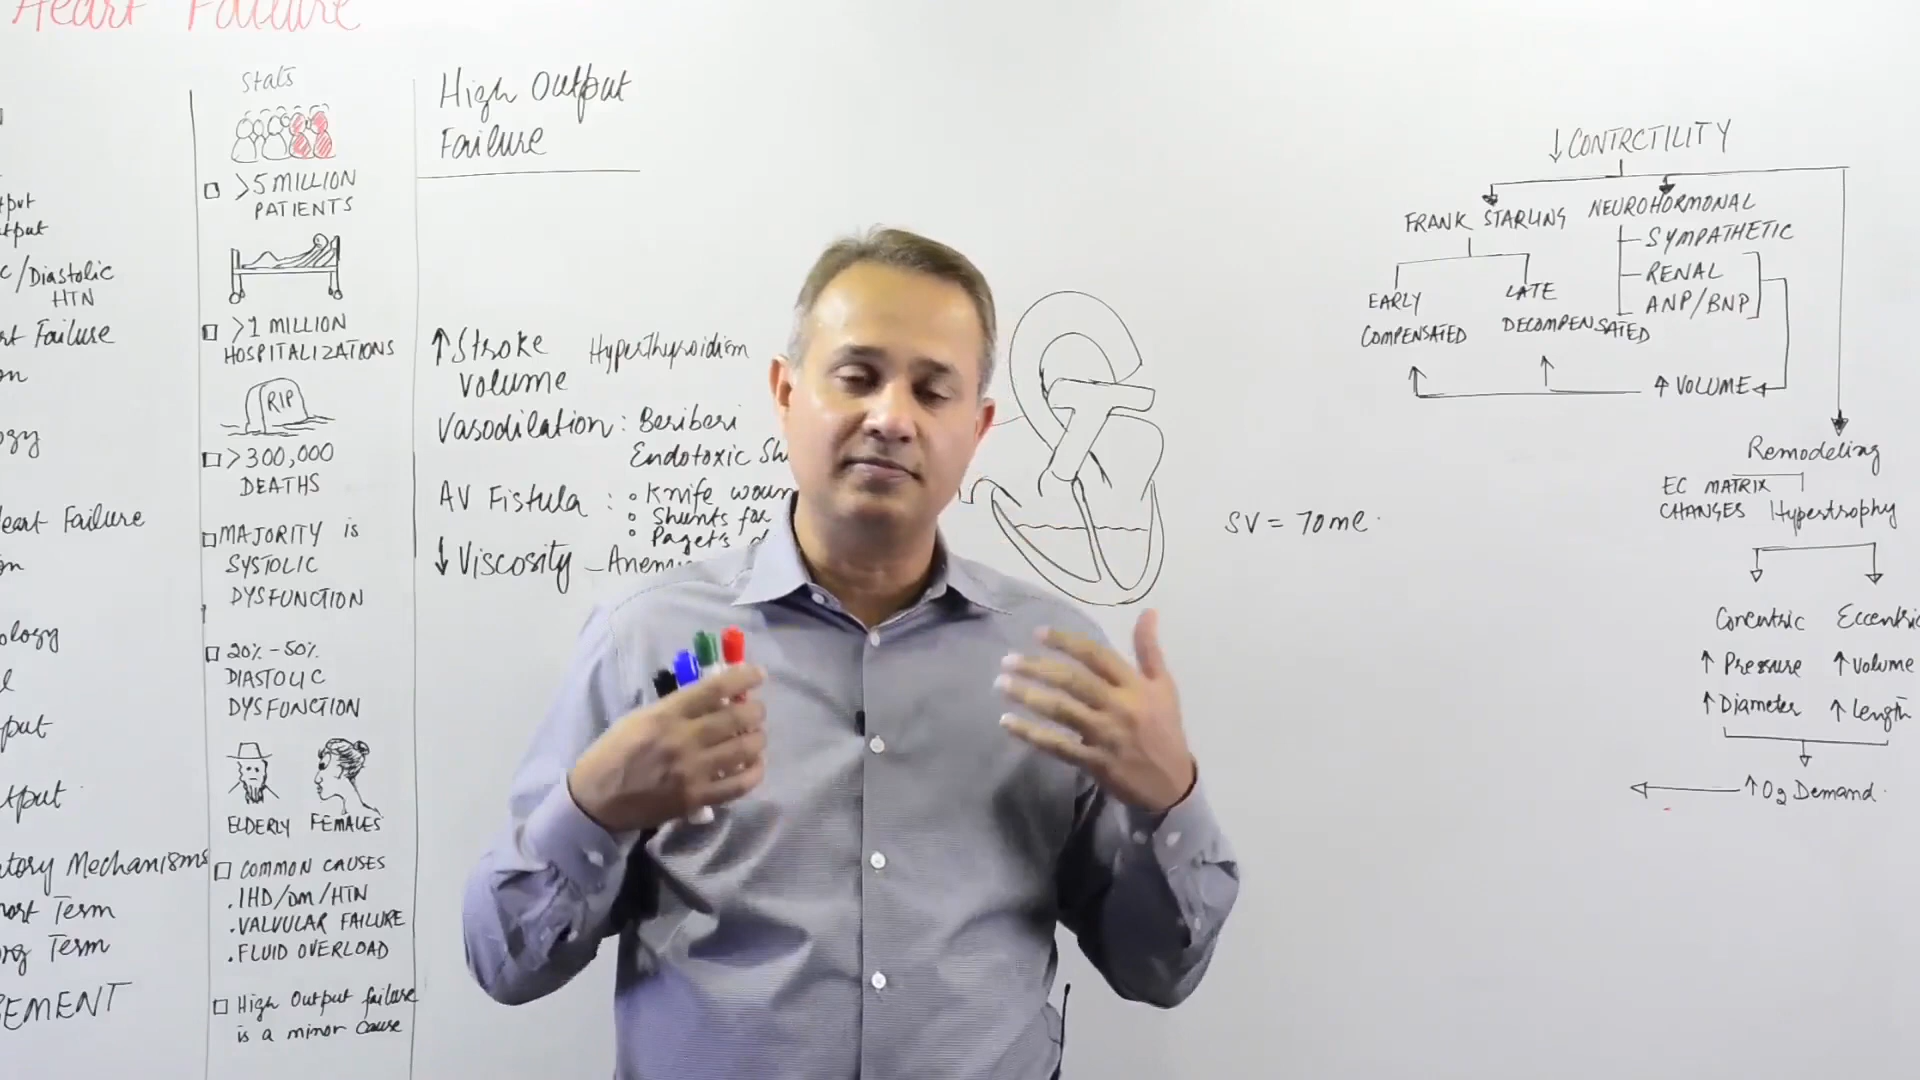 Heart Failure
/Diastolic
HTN
Failure
Heart Failure
Mechanisms
Term
Term
Stats
>5 MILLION
PATIENTS
>1 MILLION
HOSPITALIZATIONS
RIP
>300,000
DEATHS
MAJORITY is
SYSTOLIC
DYSFUNCTION
20% - 50%
DIASTOLIC
DYSFUNCTION
ELDERLY FEMALES
COMMON CAUSES
. IHD/DM/HTN
. VALVULAR FAILURE
. FLUID OVERLOAD
High Output failure
is a minor cause
High Output
Failure
↑ Stroke Hyperthyroidism
volume
Vasodilation : Beriberi
Endotoxic
AV Fistula : Knife
Shunts for
Paget's
↓ Viscosity -
SV = 70ml
↓ CONTRCTILITY
FRANK STARLING
NEUROHORMONAL
SYMPATHETIC
RENAL
ANP/BNP
EARLY
COMPENSATED
LATE
DECOMPENSATED
↑ VOLUME
Remodeling
EC MATRIX
CHANGES
Hypertrophy
Concentric
↑ Pressure
↑ Diameter
Eccentric
↑ volume
↑ length
↑ O2 Demand